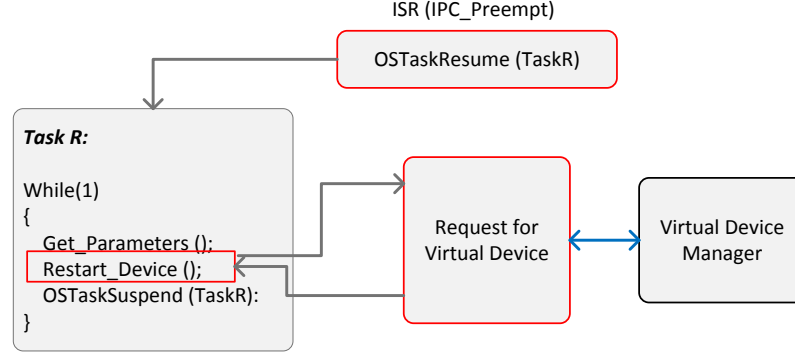 ISR (IPC_Preempt)
OSTaskResume (TaskR)
Task R:
While(1)
{
Get_Parameters ();
Restart_Device ();
OSTaskSuspend (TaskR):
}
Request for
Virtual Device
Virtual Device
Manager